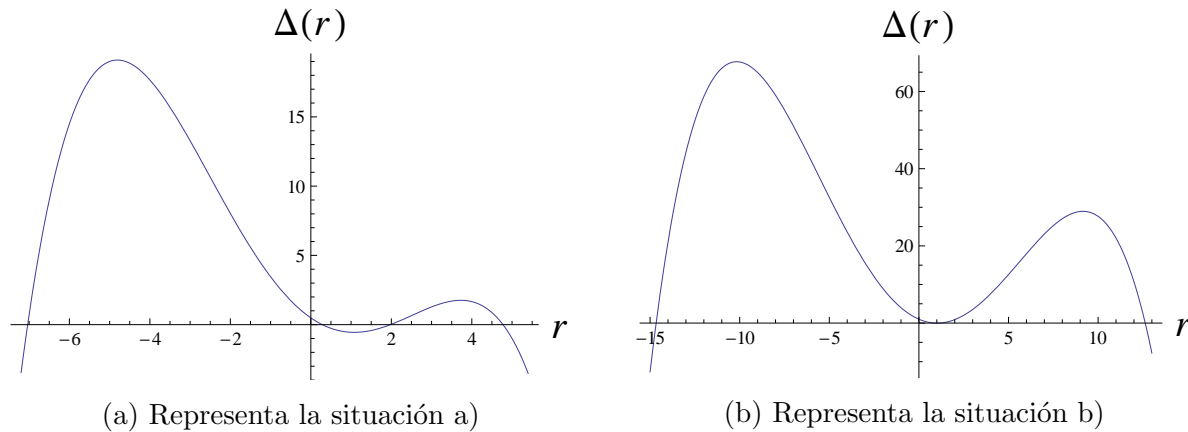 Δ(r)
15
10
5
−6 −4 −2 2 4 r
(a) Representa la situación a)
Δ(r)
60
40
20
−15 −10 −5 5 10 r
(b) Representa la situación b)